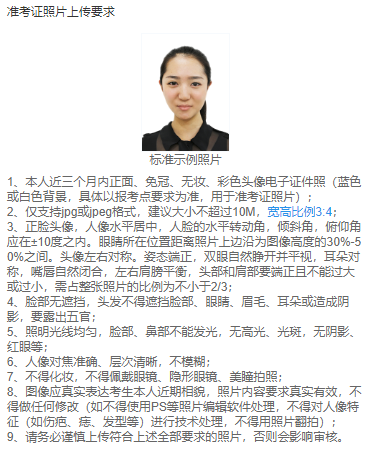 准考证照片上传要求
标准示例照片
1、本人近三个月内正面、免冠、无妆、彩色头像电子证件照（蓝色
或白色背景，具体以报考点要求为准，用于准考证照片）；
2、仅支持jpg或jpeg格式，建议大小不超过10M，宽高比例3:4；
3、正脸头像，人像水平居中，人脸的水平转动角，倾斜角，俯仰角
应在±10度之内。眼睛所在位置距离照片上边沿为图像高度的30%-5
0%之间。头像左右对称。姿态端正，双眼自然睁开并平视，耳朵对
称，嘴唇自然闭合，左右肩膀平衡，头部和肩部要端正且不能过大
或过小，需占整张照片的比例为不小于2/3；
4、脸部无遮挡，头发不得遮挡脸部、眼睛、眉毛、耳朵或造成阴
影，要露出五官；
5、照明光线均匀，脸部、鼻部不能发光，无高光、光斑，无阴影、
红眼等；
6、人像对焦准确、层次清晰，不模糊；
7、不得化妆，不得佩戴眼镜、隐形眼镜、美瞳拍照；
8、图像应真实表达考生本人近期相貌，照片内容要求真实有效，不
得做任何修改（如不得使用PS等照片编辑软件处理，不得对人像特
征（如伤疤、痣、发型等）进行技术处理，不得用照片翻拍）；
9、请务必谨慎上传符合上述全部要求的照片，否则会影响审核。